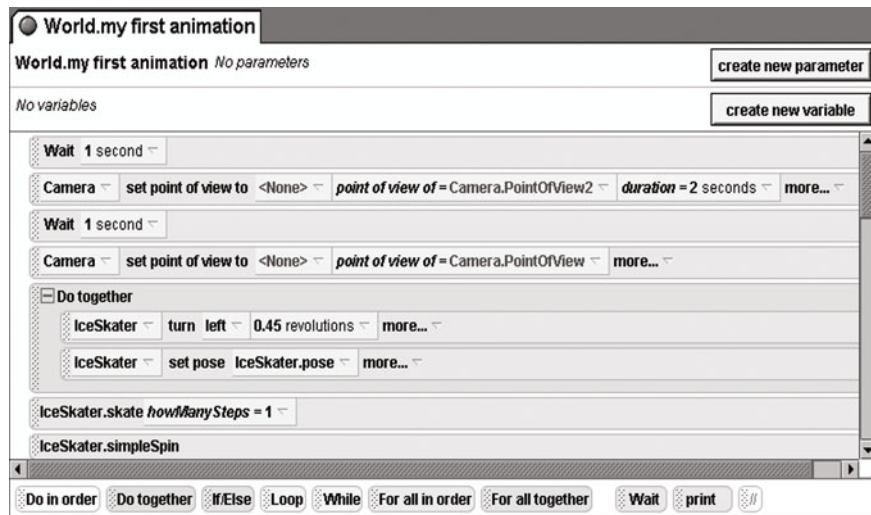 World.my first animation
World.my first animation No parameters
create new parameter
No variables
create new variable
Wait 1 second
Camera set point of view to <None> point of view of = Camera.PointOfView2 duration = 2 seconds more...
Wait 1 second
Camera set point of view to <None> point of view of = Camera.PointOfView more...
Do together
IceSkater turn left 0.45 revolutions more...
IceSkater set pose IceSkater.pose more...
IceSkater.skate howManySteps = 1
IceSkater.simpleSpin
Do in order Do together If/Else Loop While For all in order For all together Wait print //